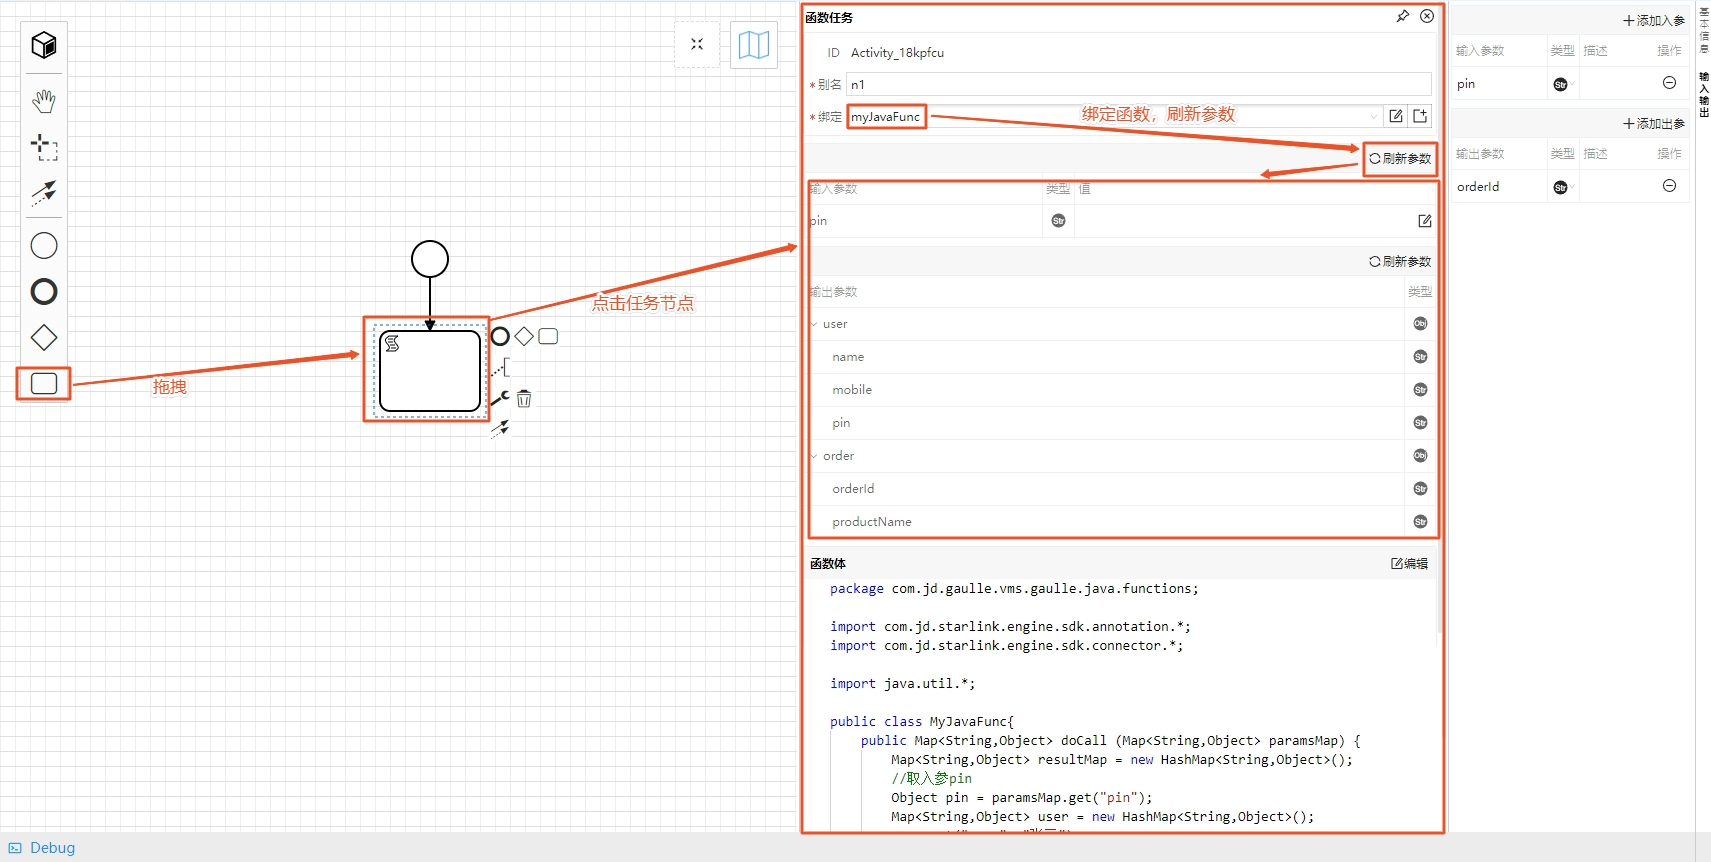 函数任务
ID Activity_18kpfcu
*别名 n1
*绑定 myJavaFunc
绑定函数，刷新参数
刷新参数
输入参数 类型 值
pin Str
刷新参数
输出参数 类型
user Obj
name Str
mobile Str
pin Str
order Obj
orderId Str
productName Str
函数体 编辑
package com.jd.gaulle.vms.gaulle.java.functions;
import com.jd.starlink.engine.sdk.annotation.*;
import com.jd.starlink.engine.sdk.connector.*;
import java.util.*;
public class MyJavaFunc{
public Map<String,Object> doCall (Map<String,Object> paramsMap) {
Map<String,Object> resultMap = new HashMap<String,Object>();
//取入参pin
Object pin = paramsMap.get("pin");
Map<String,Object> user = new HashMap<String,Object>();
点击任务节点
拖拽
添加入参
输入参数 类型 描述 操作
pin Str
添加出参
输出参数 类型 描述 操作
orderId Str
基本信息
输入输出
Debug